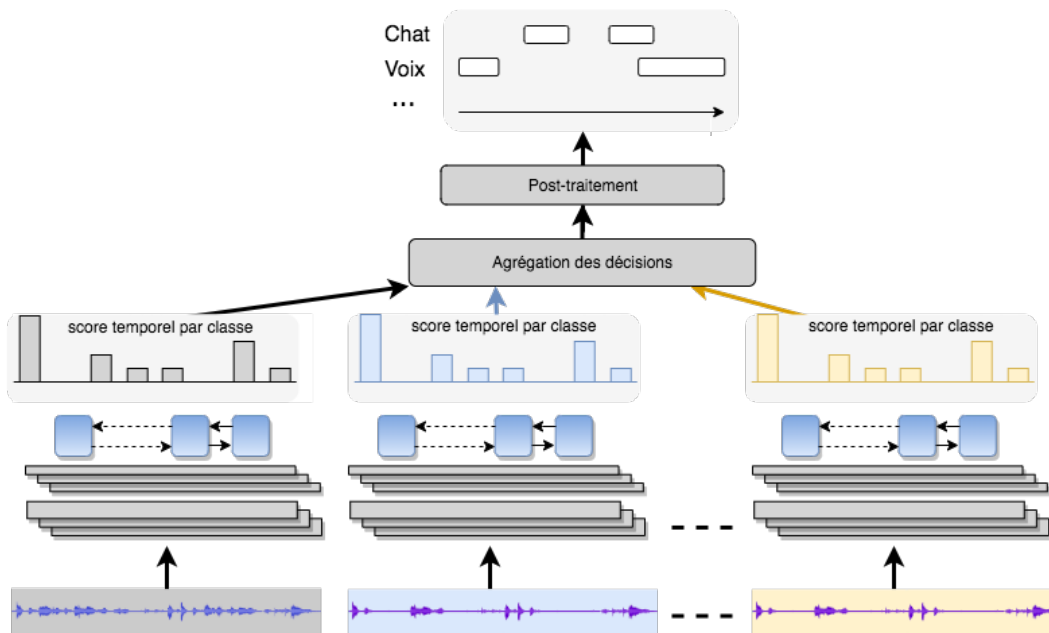 Chat
Voix
...
Post-traitement
Agrégation des décisions
score temporel par classe
score temporel par classe
score temporel par classe